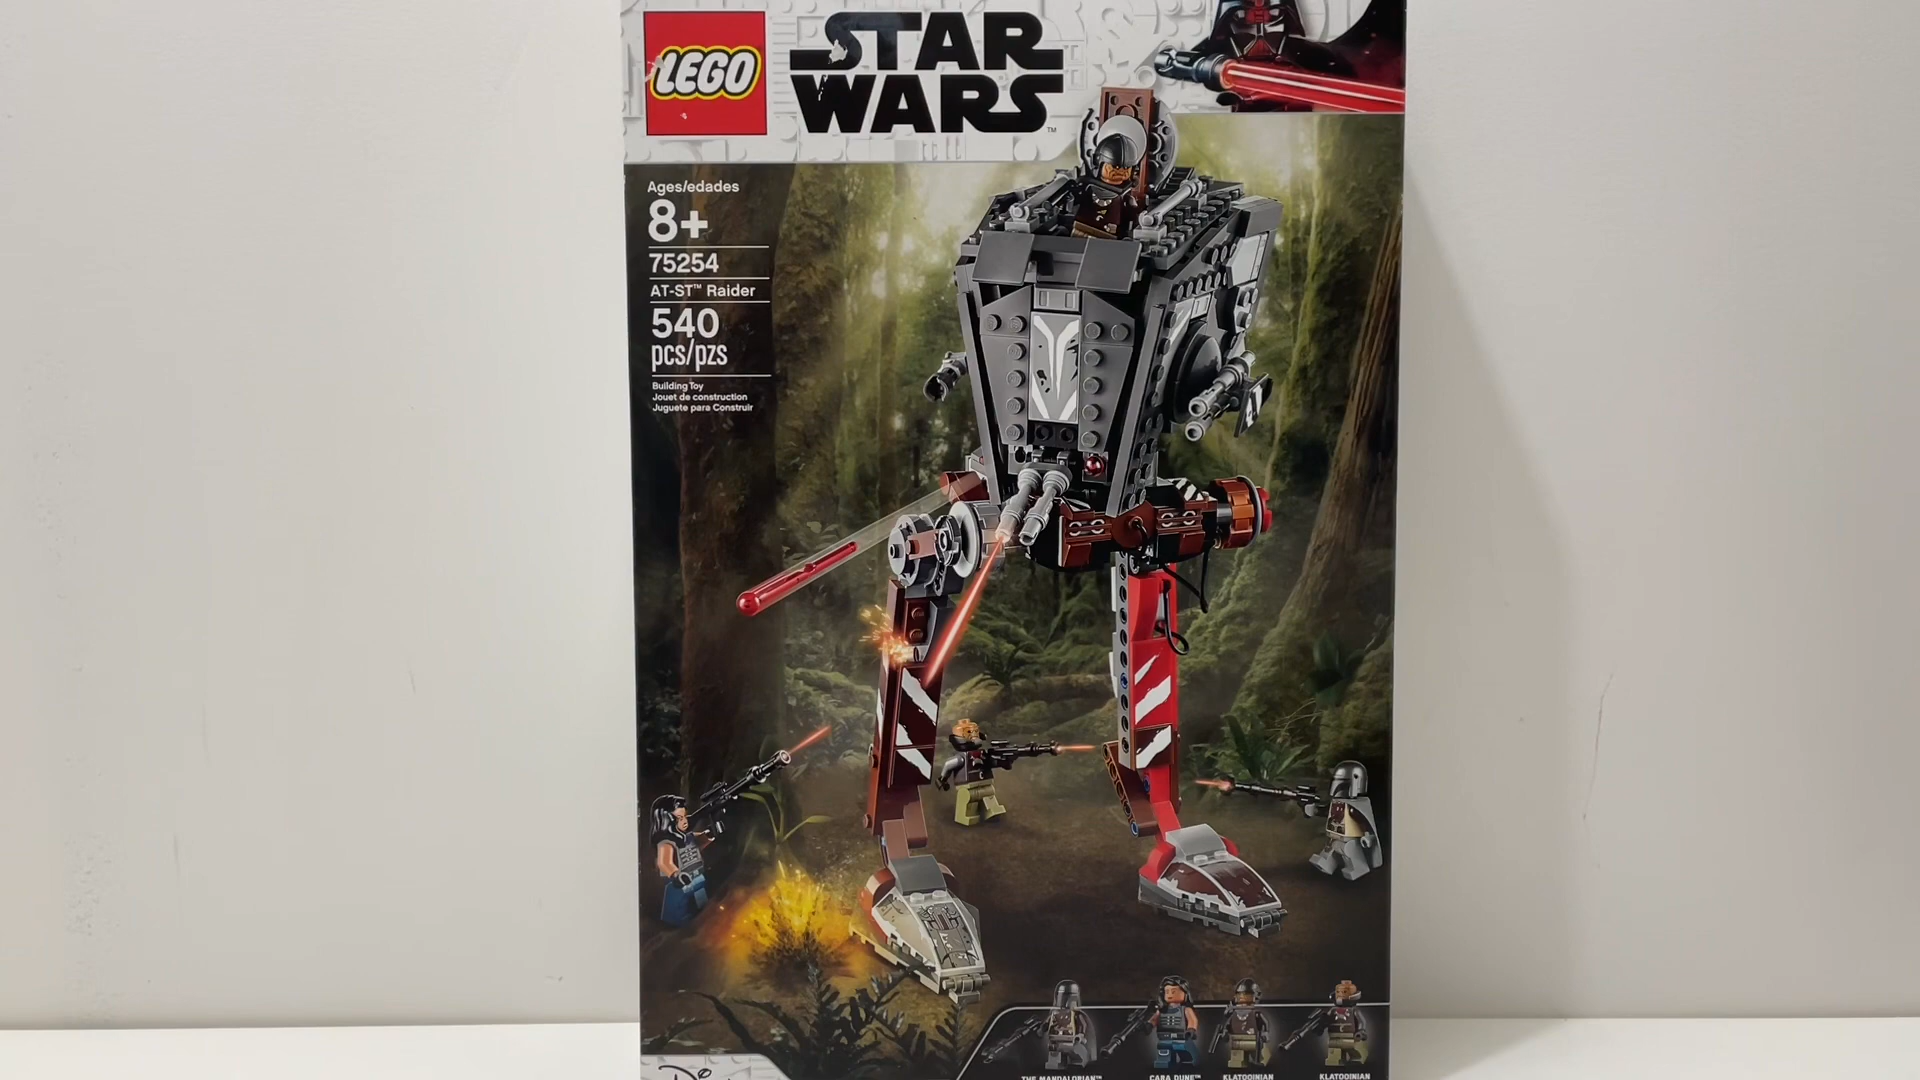 LEGO
STAR
WARS™
Ages/edades
8+
75254
AT-ST™ Raider
540
pcs/pzs
Building Toy
Jouet de construction
Juguete para Construir
THE MANDALORIAN™
CARA DUNE™
KLATOOINIAN
KLATOOINIAN